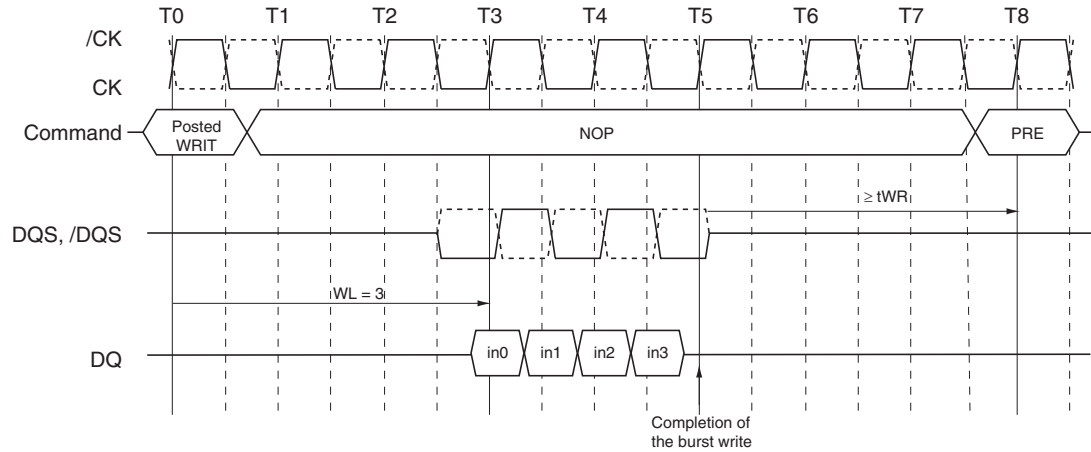 T0 T1 T2 T3 T4 T5 T6 T7 T8
/CK
CK
Command
Posted
WRIT
NOP
PRE
≥ tWR
DQS, /DQS
WL = 3
DQ
in0 in1 in2 in3
Completion of
the burst write